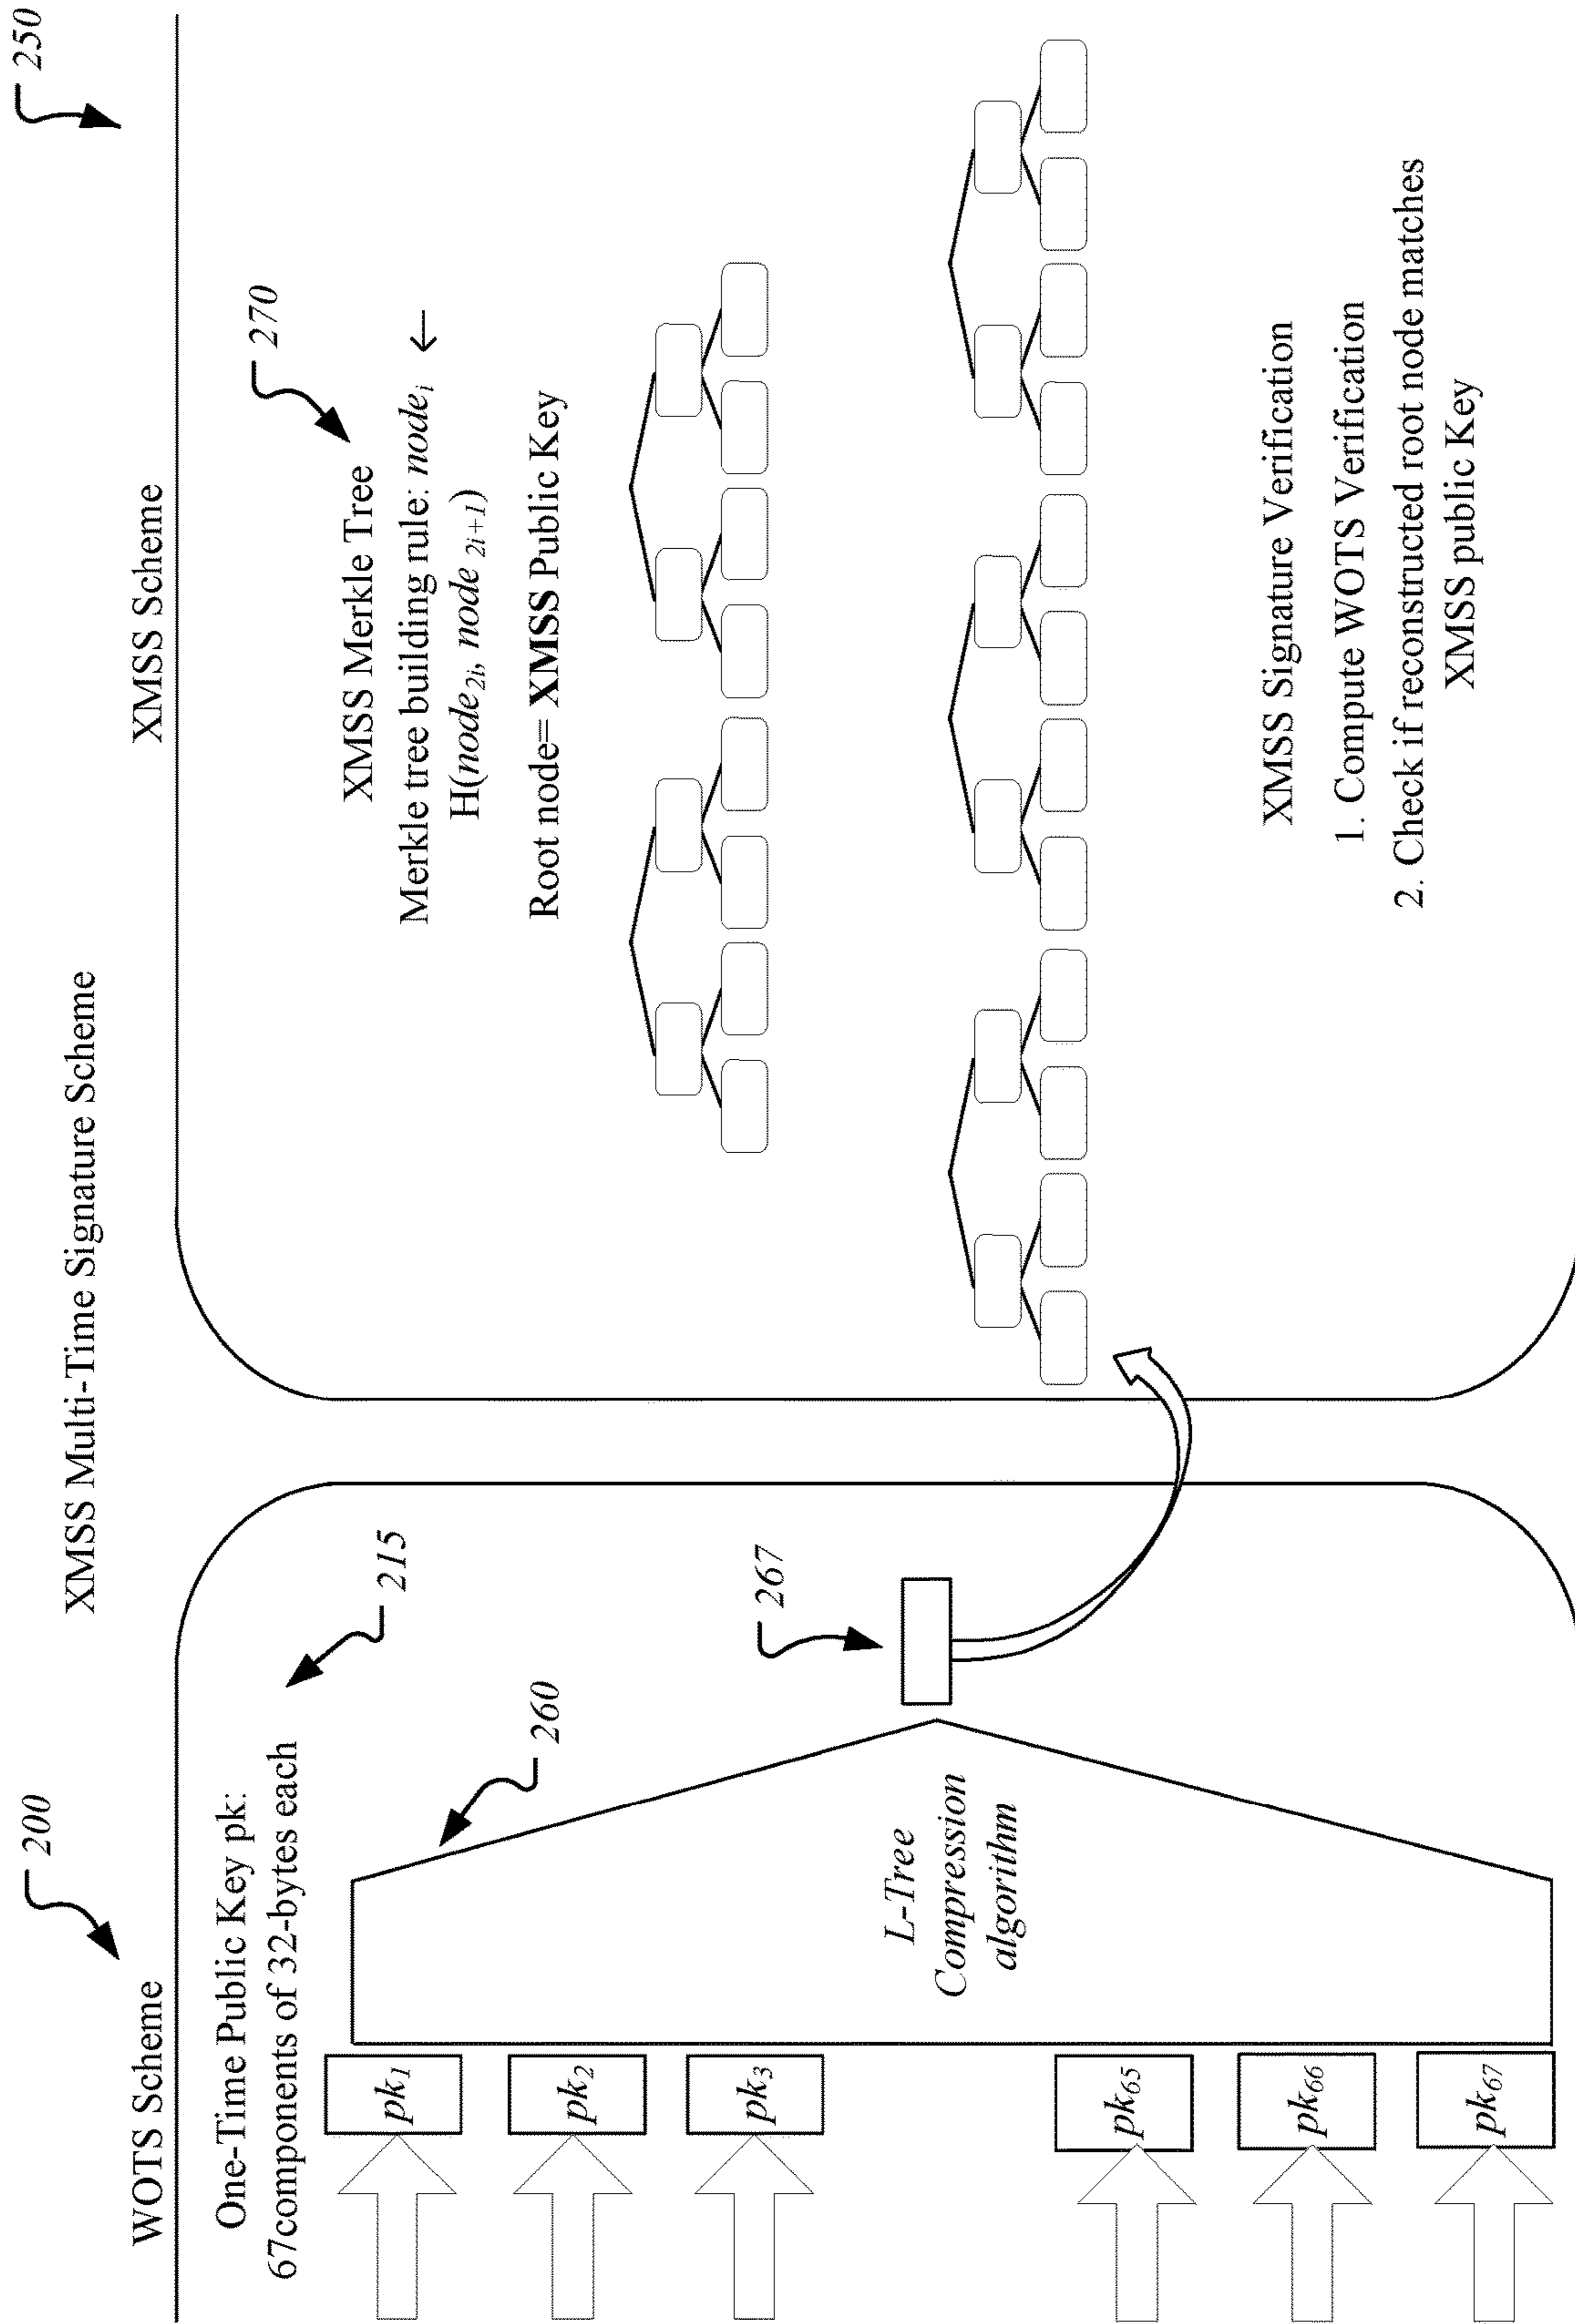 XMSS Multi-Time Signature Scheme
WOTS Scheme
200
One-Time Public Key pk:
67components of 32-bytes each
215
pk1
pk2
pk3
pk65
pk66
pk67
260
L-Tree
Compression
algorithm
267
XMSS Scheme
250
270
XMSS Merkle Tree
Merkle tree building rule: nodei ←
H(node2i, node 2i+1)
Root node= XMSS Public Key
XMSS Signature Verification
1. Compute WOTS Verification
2. Check if reconstructed root node matches
XMSS public Key